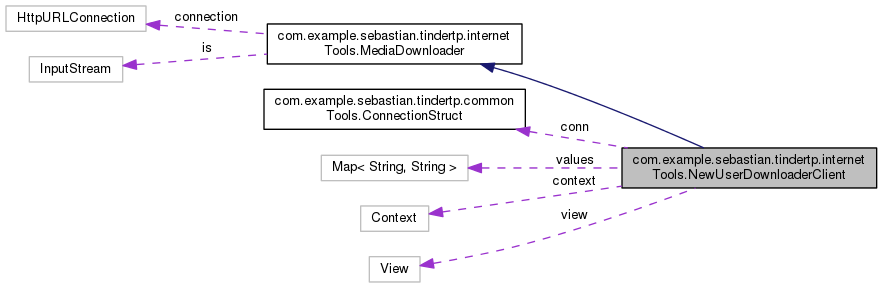 HttpURLConnection
connection
com.example.sebastian.tindertp.internet
Tools.MediaDownloader
is
InputStream
com.example.sebastian.tindertp.common
Tools.ConnectionStruct
conn
com.example.sebastian.tindertp.internet
Tools.NewUserDownloaderClient
values
Map< String, String >
context
Context
view
View